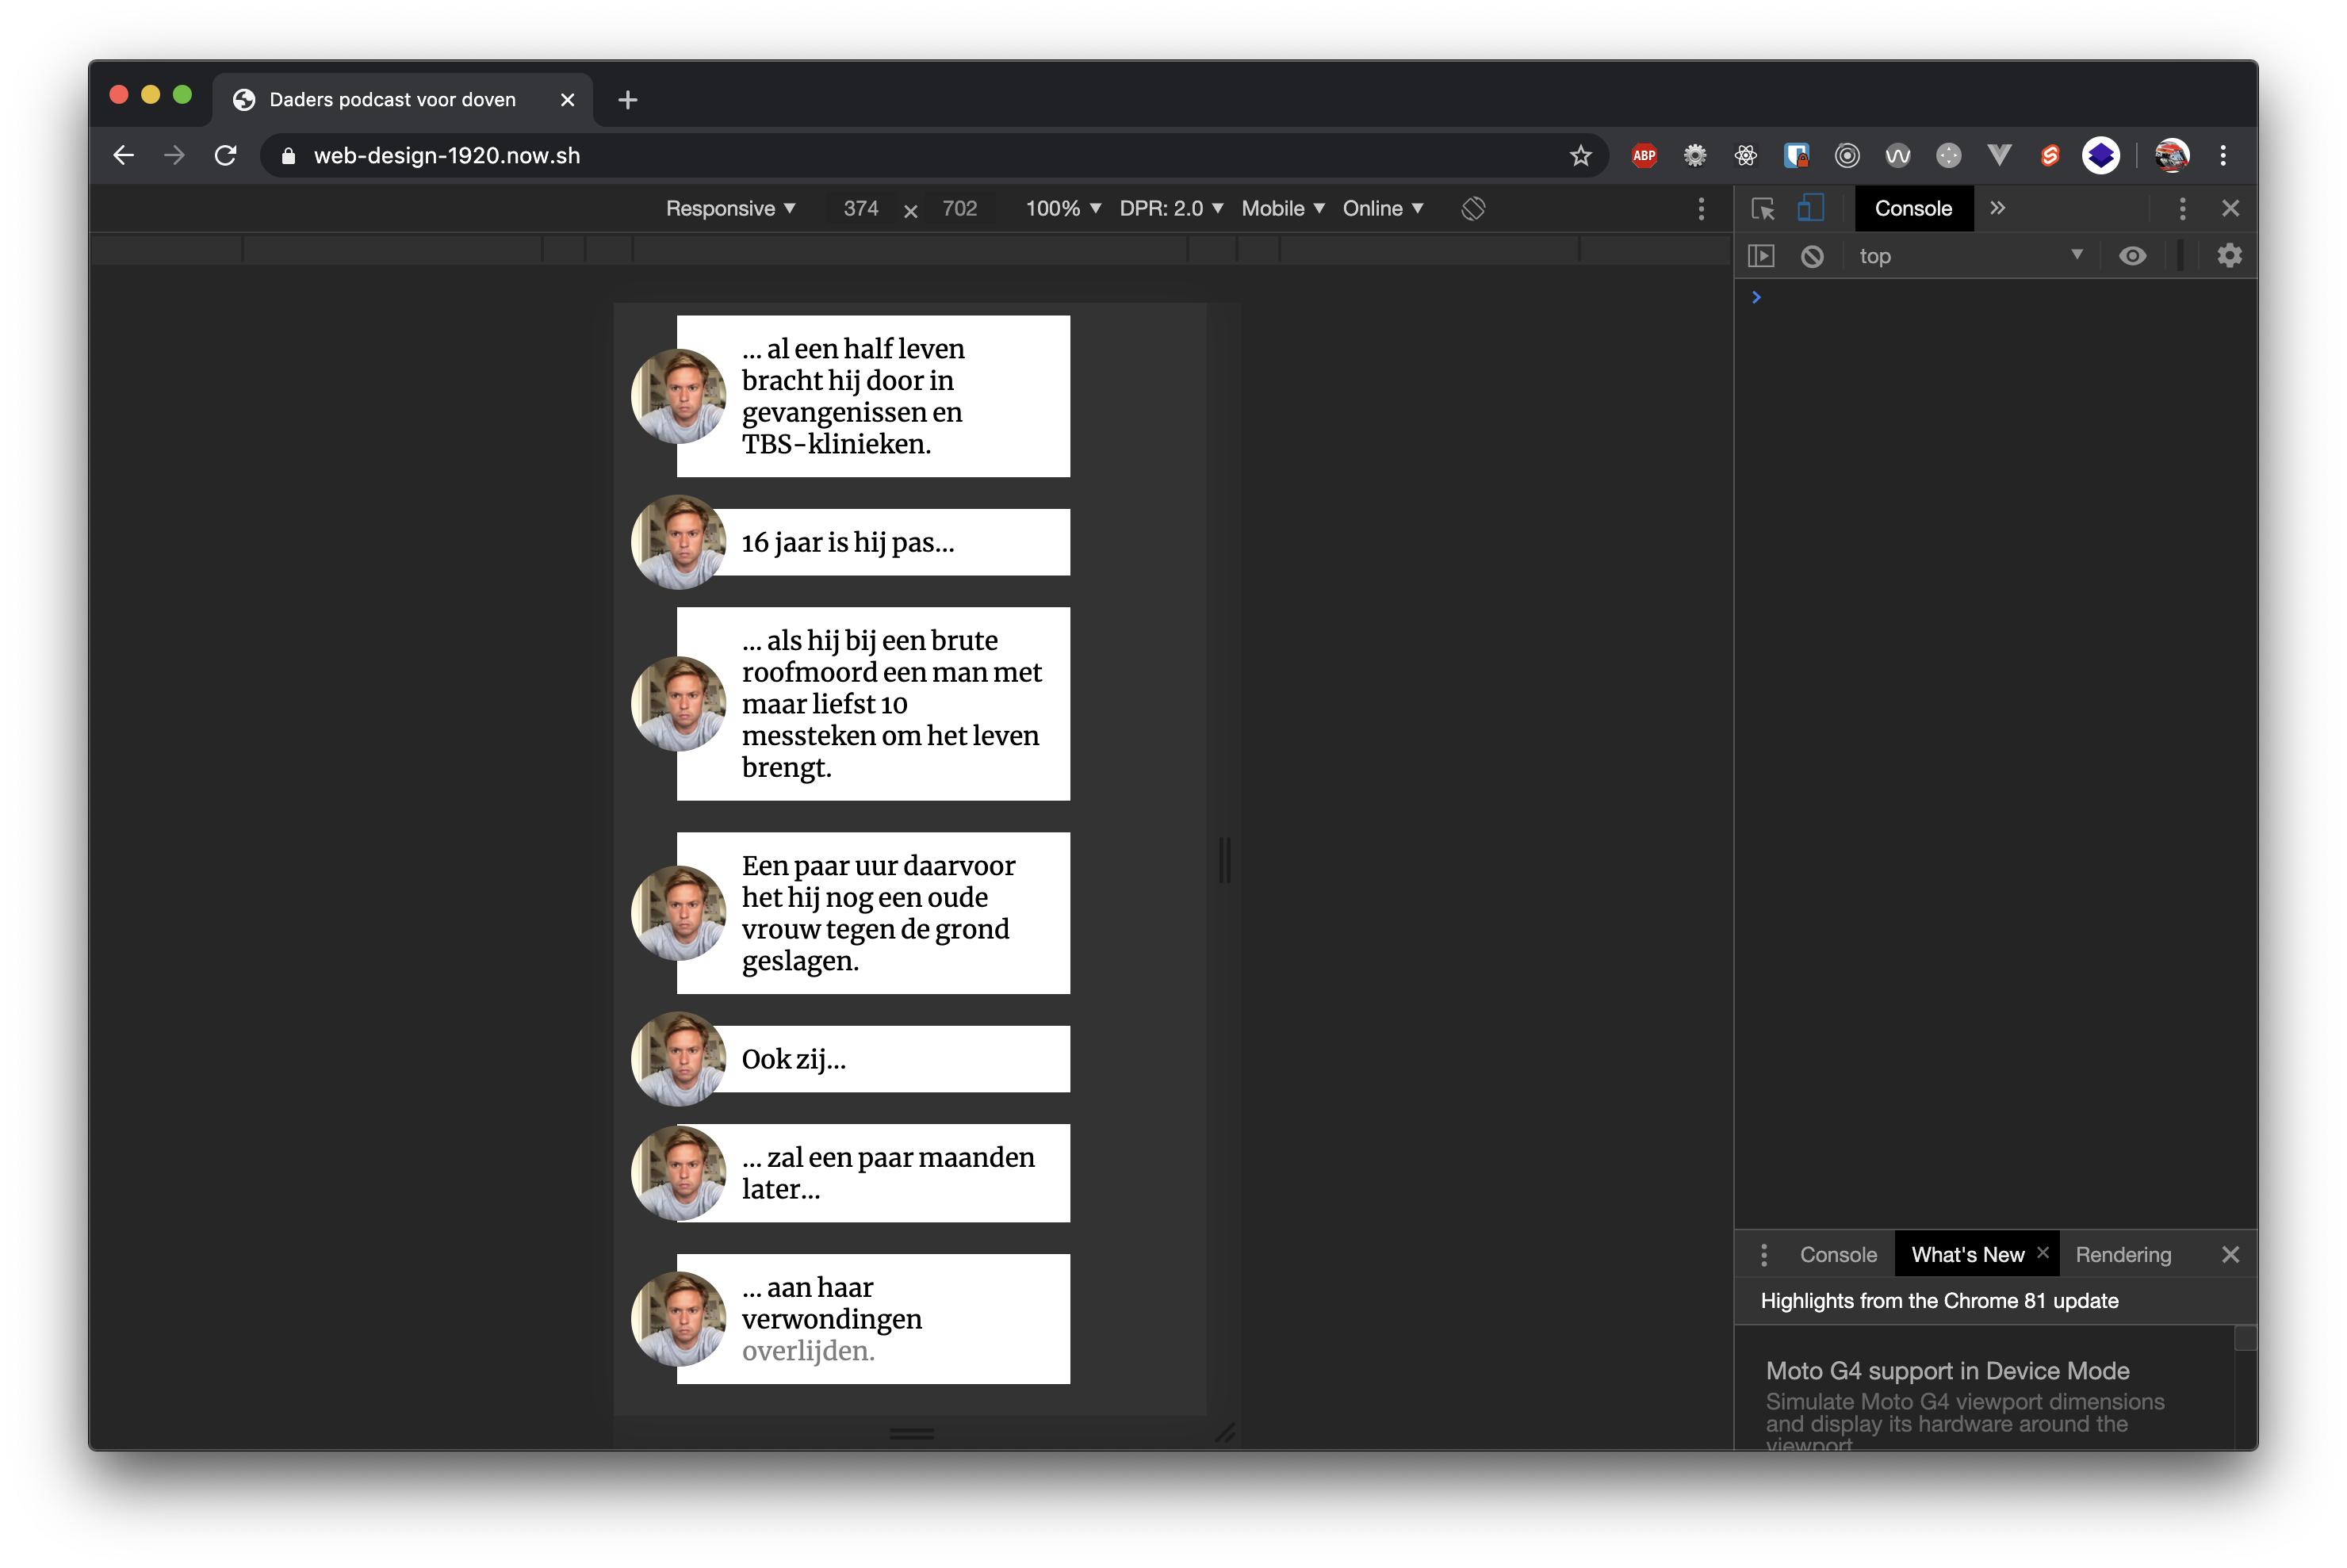 Daders podcast voor doven
web-design-1920.now.sh
ABP
Responsive 374 × 702 100% DPR: 2.0 Mobile Online
Console
top
... al een half leven
bracht hij door in
gevangenissen en
TBS-klinieken.
16 jaar is hij pas...
... als hij bij een brute
roofmoord een man met
maar liefst 10
messteken om het leven
brengt.
Een paar uur daarvoor
het hij nog een oude
vrouw tegen de grond
geslagen.
Ook zij...
... zal een paar maanden
later...
... aan haar
verwondingen
overlijden.
Console What's New Rendering
Highlights from the Chrome 81 update
Moto G4 support in Device Mode
Simulate Moto G4 viewport dimensions
and display its hardware around the
viewport